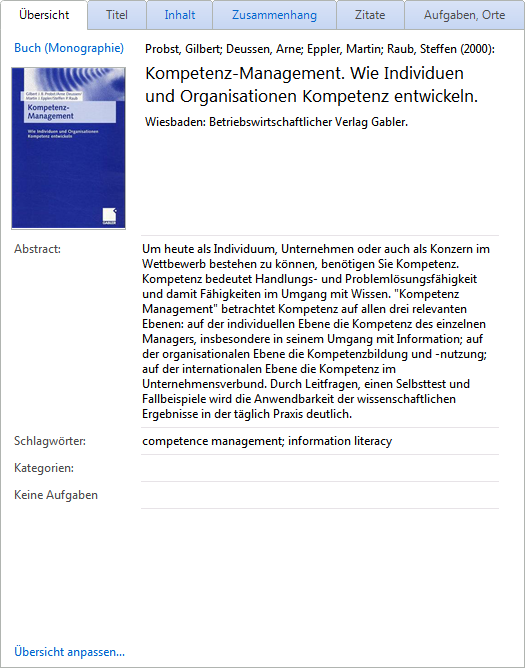 Übersicht
Titel
Inhalt
Zusammenhang
Zitate
Aufgaben, Orte
Buch (Monographie)
Probst, Gilbert; Deussen, Arne; Eppler, Martin; Raub, Steffen (2000):
Kompetenz-Management. Wie Individuen
und Organisationen Kompetenz entwickeln.
Wiesbaden: Betriebswirtschaftlicher Verlag Gabler.
Gilbert J. B. Probst/Arne Deussen
Martin J. Eppler/Steffen P. Raub
Kompetenz-
Management
Wie Individuen und Organisationen
Kompetenz entwickeln
Abstract:
Um heute als Individuum, Unternehmen oder auch als Konzern im
Wettbewerb bestehen zu können, benötigen Sie Kompetenz.
Kompetenz bedeutet Handlungs- und Problemlösungsfähigkeit
und damit Fähigkeiten im Umgang mit Wissen. "Kompetenz
Management" betrachtet Kompetenz auf allen drei relevanten
Ebenen: auf der individuellen Ebene die Kompetenz des einzelnen
Managers, insbesondere in seinem Umgang mit Information; auf
der organisationalen Ebene die Kompetenzbildung und -nutzung;
auf der internationalen Ebene die Kompetenz im
Unternehmensverbund. Durch Leitfragen, einen Selbsttest und
Fallbeispiele wird die Anwendbarkeit der wissenschaftlichen
Ergebnisse in der täglich Praxis deutlich.
Schlagwörter:
competence management; information literacy
Kategorien:
Keine Aufgaben
Übersicht anpassen...